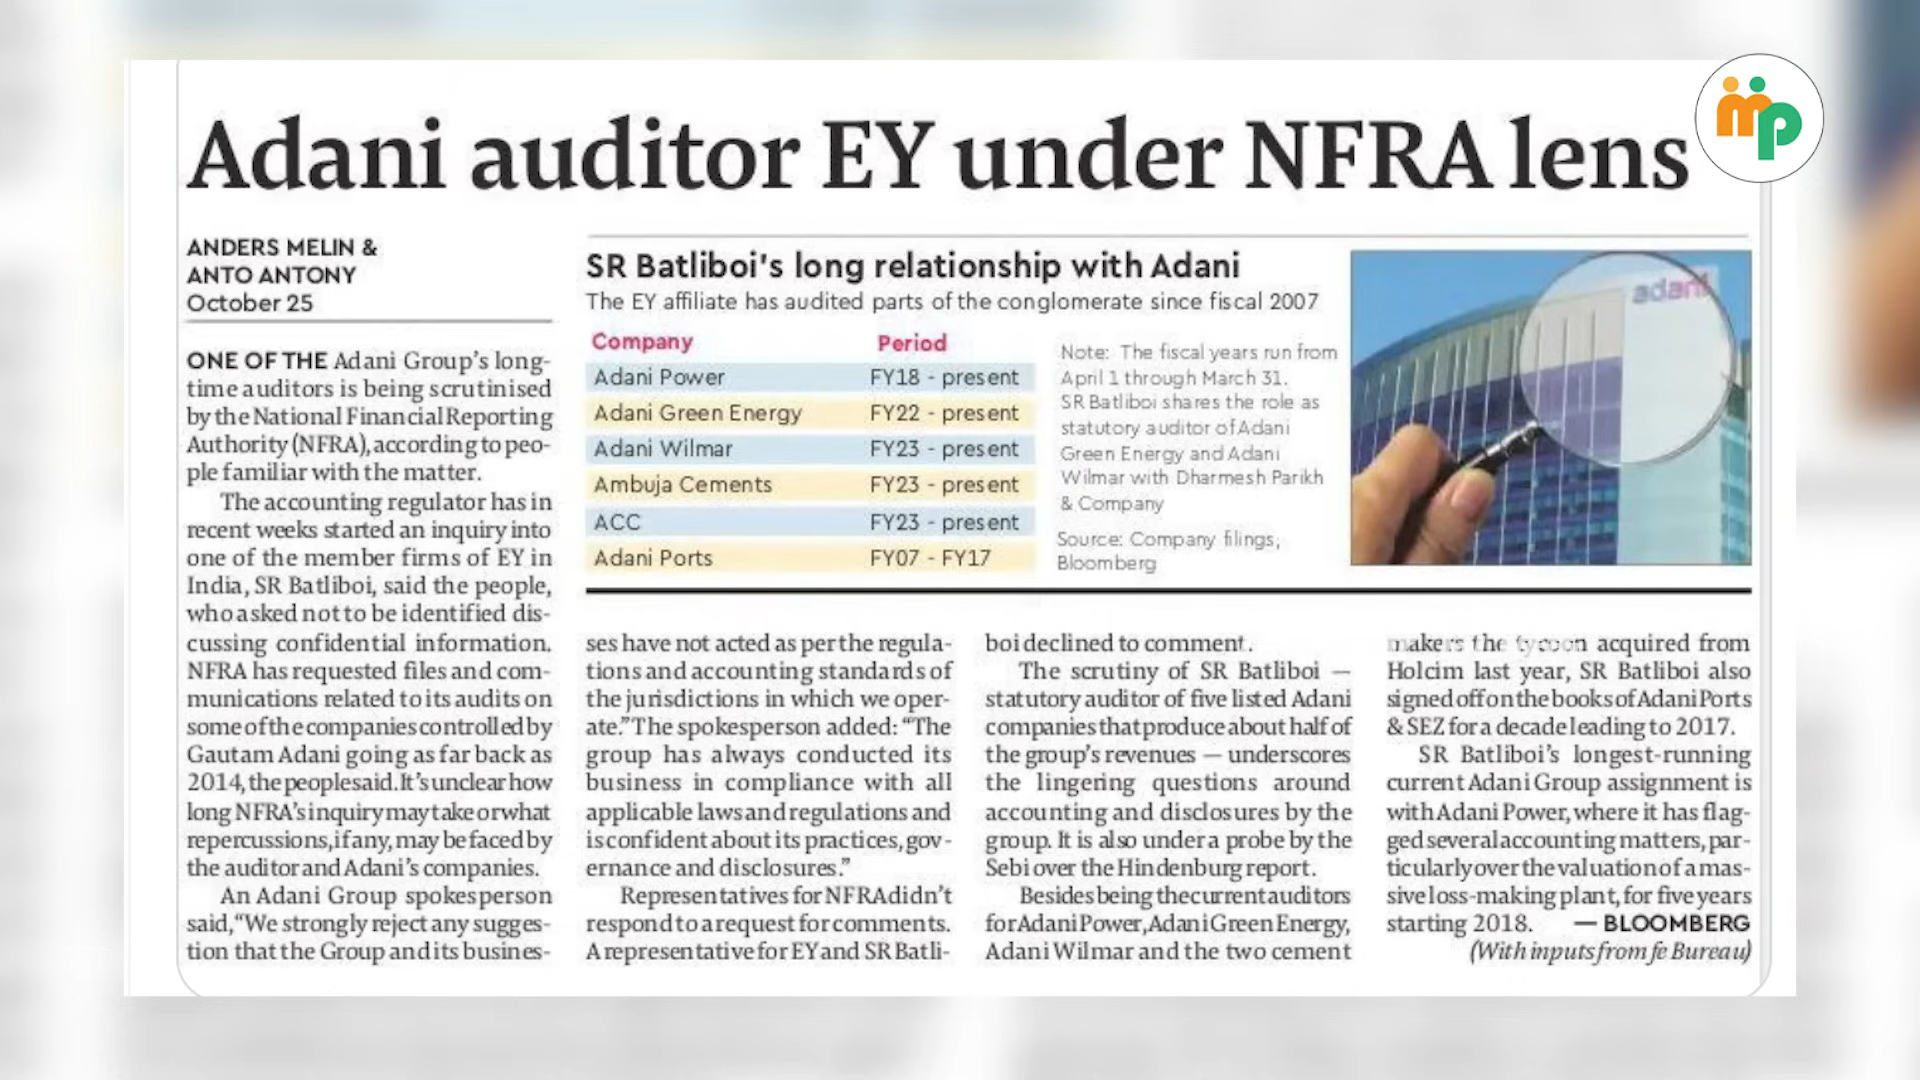 Adani auditor EY under NFRA lens
mp
ANDERS MELIN &
ANTO ANTONY
October 25
ONE OF THE Adani Group's long-
time auditors is being scrutinised
by the National Financial Reporting
Authority (NFRA), according to peo-
ple familiar with the matter.
The accounting regulator has in
recent weeks started an inquiry into
one of the member firms of EY in
India, SR Batliboi, said the people,
who asked not to be identified dis-
cussing confidential information.
NFRA has requested files and com-
munications related to its audits on
some of the companies controlled by
Gautam Adani going as far back as
2014, the people said. It's unclear how
long NFRA's inquiry may take or what
repercussions, if any, may be faced by
the auditor and Adani's companies.
An Adani Group spokesperson
said, "We strongly reject any sugges-
tion that the Group and its busines-
SR Batliboi's long relationship with Adani
The EY affiliate has audited parts of the conglomerate since fiscal 2007
Company Period
Adani Power FY18 - present
Adani Green Energy FY22 - present
Adani Wilmar FY23 - present
Ambuja Cements FY23 - present
ACC FY23 - present
Adani Ports FY07 - FY17
Note: The fiscal years run from
April 1 through March 31.
SR Batliboi shares the role as
statutory auditor of Adani
Green Energy and Adani
Wilmar with Dharmesh Parikh
& Company
Source: Company filings,
Bloomberg
adani
ses have not acted as per the regula-
tions and accounting standards of
the jurisdictions in which we oper-
ate." The spokesperson added: "The
group has always conducted its
business in compliance with all
applicable laws and regulations and
is confident about its practices, gov-
ernance and disclosures."
Representatives for NFRA didn't
respond to a request for comments.
A representative for EY and SR Batli-
boi declined to comment.
The scrutiny of SR Batliboi —
statutory auditor of five listed Adani
companies that produce about half of
the group's revenues — underscores
the lingering questions around
accounting and disclosures by the
group. It is also under a probe by the
Sebi over the Hindenburg report.
Besides being the current auditors
for Adani Power, Adani Green Energy,
Adani Wilmar and the two cement
makers the tycoon acquired from
Holcim last year, SR Batliboi also
signed off on the books of Adani Ports
& SEZ for a decade leading to 2017.
SR Batliboi's longest-running
current Adani Group assignment is
with Adani Power, where it has flag-
ged several accounting matters, par-
ticularly over the valuation of a mas-
sive loss-making plant, for five years
starting 2018. — BLOOMBERG
(With inputs from fe Bureau)